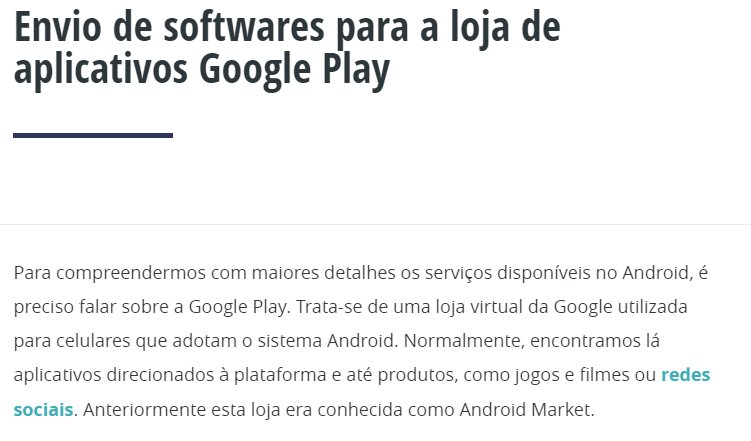 Envio de softwares para a loja de
aplicativos Google Play
Para compreendermos com maiores detalhes os serviços disponíveis no Android, é
preciso falar sobre a Google Play. Trata-se de uma loja virtual da Google utilizada
para celulares que adotam o sistema Android. Normalmente, encontramos lá
aplicativos direcionados à plataforma e até produtos, como jogos e filmes ou redes
sociais. Anteriormente esta loja era conhecida como Android Market.